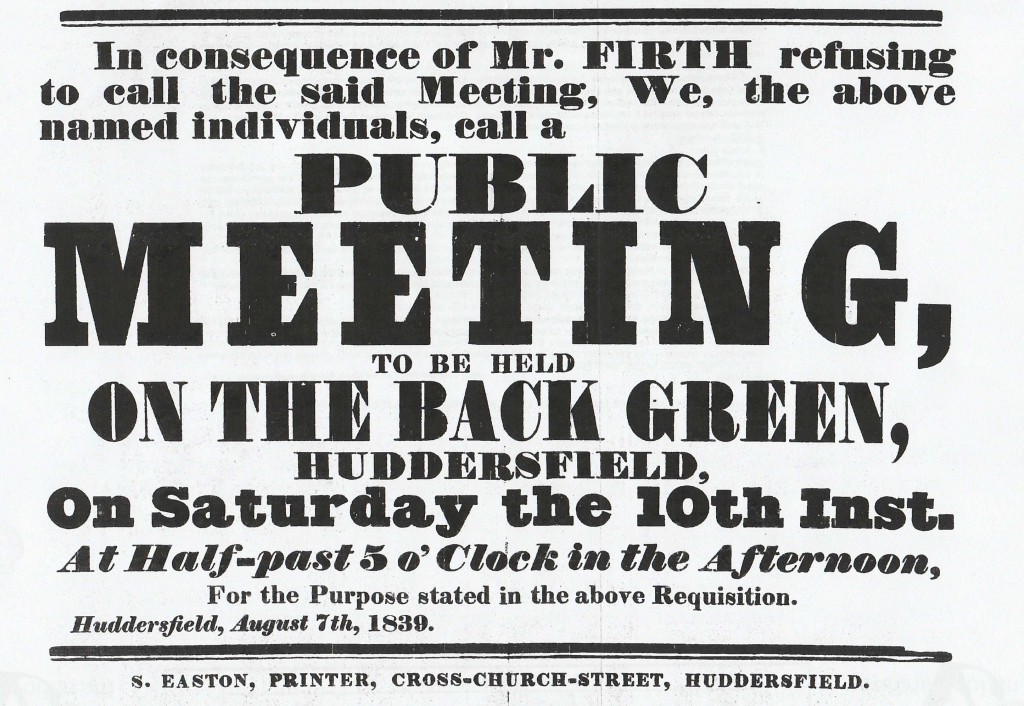 In consequence of Mr. FIRTH refusing
to call the said Meeting, We, the above
named individuals, call a
PUBLIC
MEETING,
TO BE HELD
ON THE BACK GREEN,
HUDDERSFIELD,
On Saturday the 10th Inst.
At Half-past 5 o'Clock in the Afternoon,
For the Purpose stated in the above Requisition.
Huddersfield, August 7th, 1839.
S. EASTON, PRINTER, CROSS-CHURCH-STREET, HUDDERSFIELD.